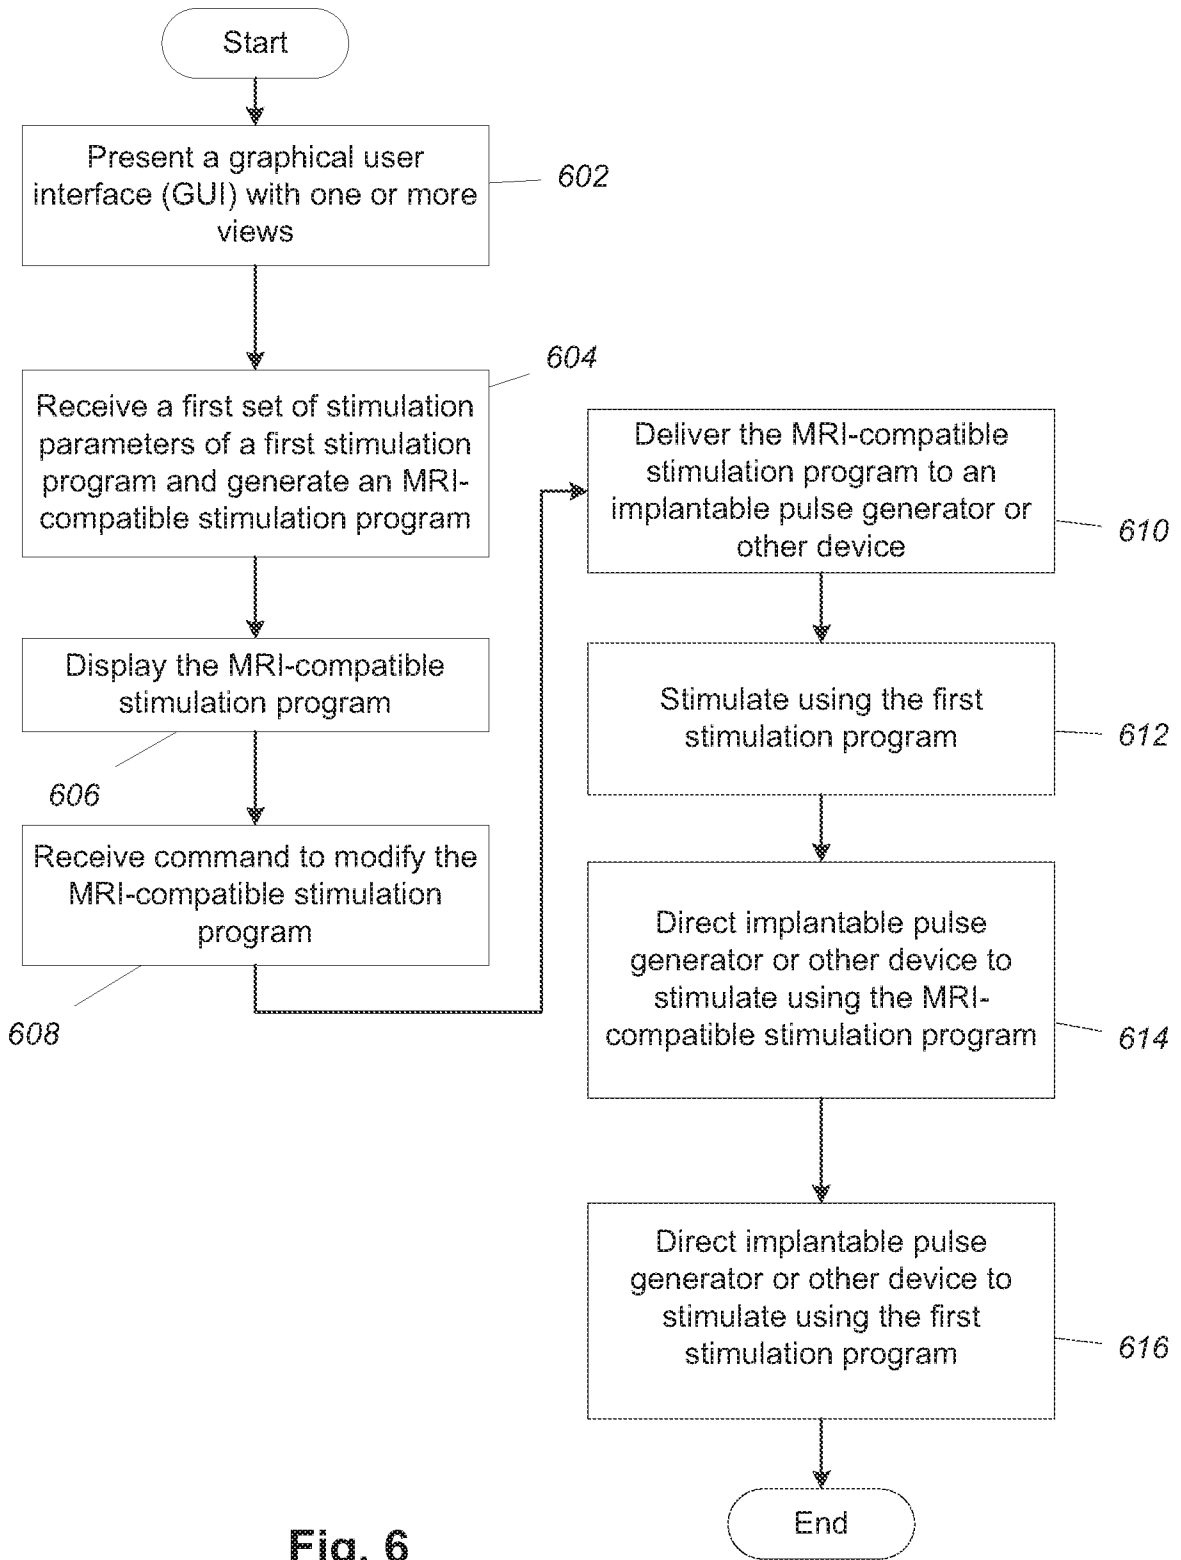 Start
Present a graphical user
interface (GUI) with one or more
views
602
604
Receive a first set of stimulation
parameters of a first stimulation
program and generate an MRI-
compatible stimulation program
Display the MRI-compatible
stimulation program
606
Receive command to modify the
MRI-compatible stimulation
program
608
Deliver the MRI-compatible
stimulation program to an
implantable pulse generator or
other device
610
Stimulate using the first
stimulation program
612
Direct implantable pulse
generator or other device to
stimulate using the MRI-
compatible stimulation program
614
Direct implantable pulse
generator or other device to
stimulate using the first
stimulation program
616
End
Fig. 6